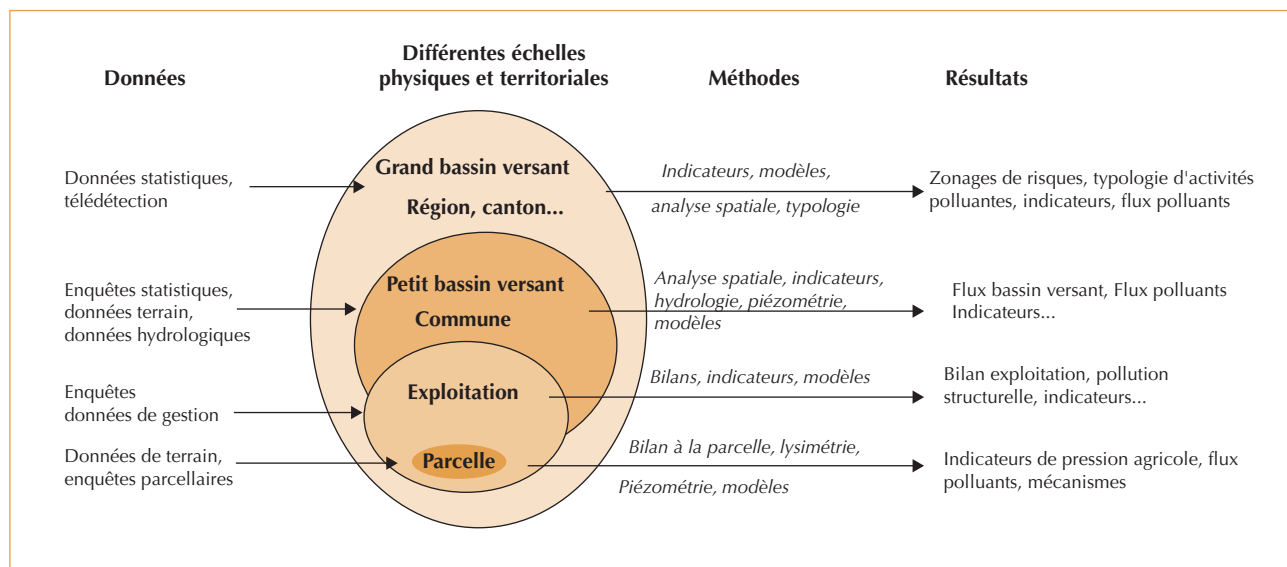 Données
Différentes échelles
physiques et territoriales
Méthodes
Résultats
Données statistiques,
télédétection
Grand bassin versant
Région, canton...
Indicateurs, modèles,
analyse spatiale, typologie
Zonages de risques, typologie d'activités
polluantes, indicateurs, flux polluants
Enquêtes statistiques,
données terrain,
données hydrologiques
Petit bassin versant
Commune
Analyse spatiale, indicateurs,
hydrologie, piézométrie,
modèles
Flux bassin versant, Flux polluants
Indicateurs...
Enquêtes
données de gestion
Exploitation
Bilans, indicateurs, modèles
Bilan exploitation, pollution
structurelle, indicateurs...
Données de terrain,
enquêtes parcellaires
Parcelle
Bilan à la parcelle, lysimétrie,
Piézométrie, modèles
Indicateurs de pression agricole, flux
polluants, mécanismes